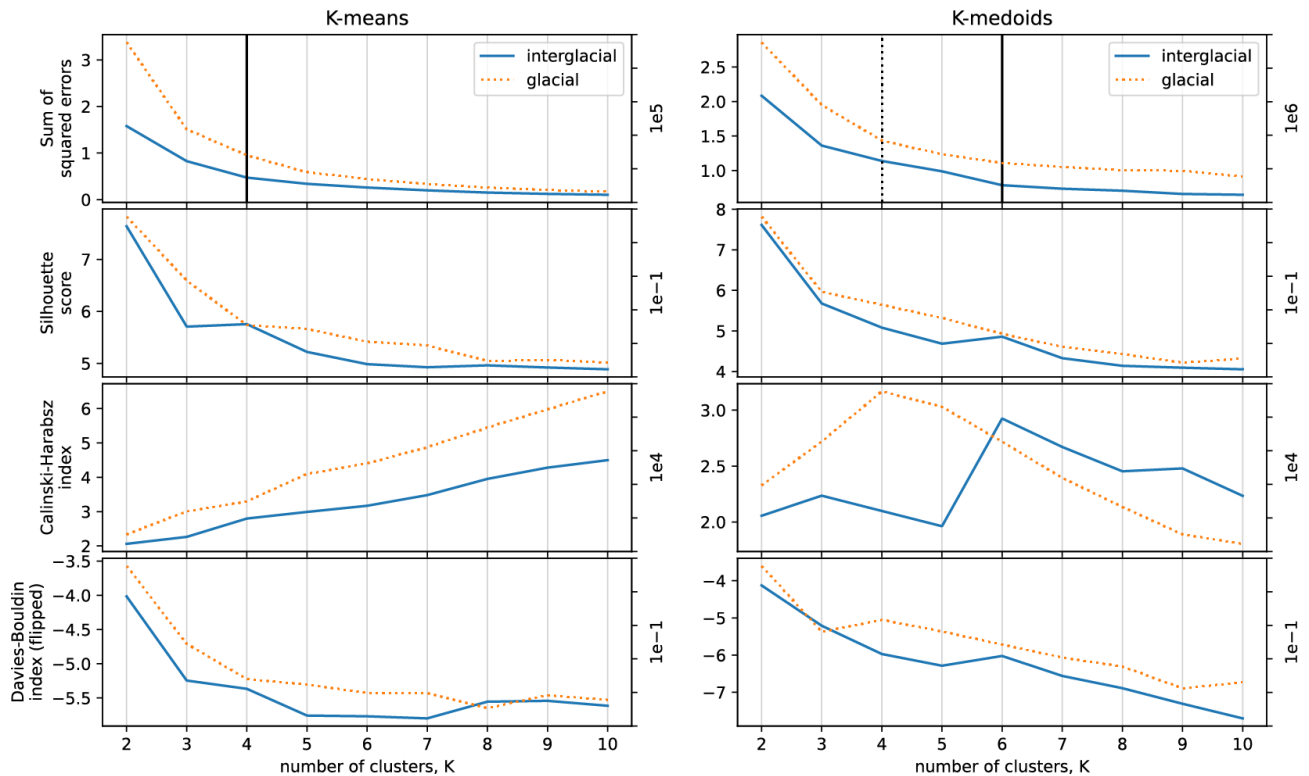 K-means
K-medoids
Sum of
squared errors
3
2
1
0
interglacial
glacial
1e5
2.5
2.0
1.5
1.0
interglacial
glacial
1e6
Silhouette
score
7
6
5
1e−1
8
7
6
5
4
1e−1
Calinski-Harabsz
index
6
5
4
3
2
1e4
3.0
2.5
2.0
1e4
Davies-Bouldin
index (flipped)
−3.5
−4.0
−4.5
−5.0
−5.5
1e−1
−4
−5
−6
−7
1e−1
2 3 4 5 6 7 8 9 10
number of clusters, K
2 3 4 5 6 7 8 9 10
number of clusters, K